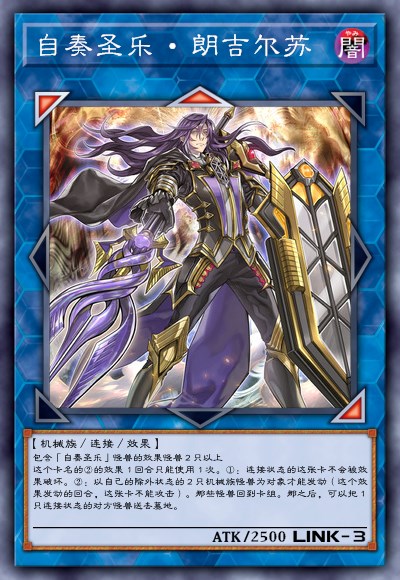 自奏圣乐·朗吉尔苏
やみ
闇
【机械族/连接/效果】
包含「自奏圣乐」怪兽的效果怪兽2只以上
这个卡名的②的效果1回合只能使用1次。①:连接状态的这张卡不会被效
果破坏。②:以自己的除外状态的2只机械族怪兽为对象才能发动(这个效
果发动的回合,这张卡不能攻击)。那些怪兽回到卡组。那之后,可以把1
只连接状态的对方怪兽送去墓地。
ATK/2500 LINK-3